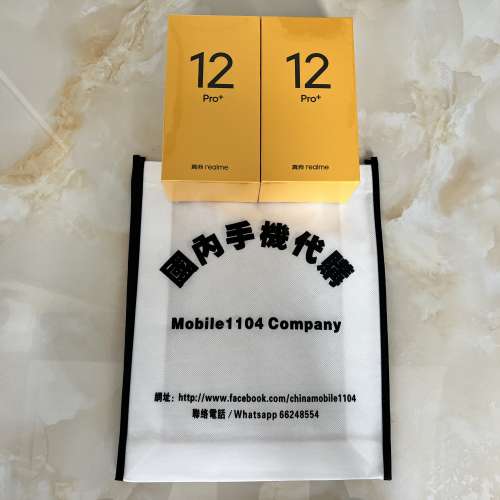 12
Pro+
真我 realme
12
Pro+
真我 realme
國內手機代購
Mobile1104 Company
網址：http://www.facebook.com/chinamobile1104
聯絡電話 / Whatsapp 66248554